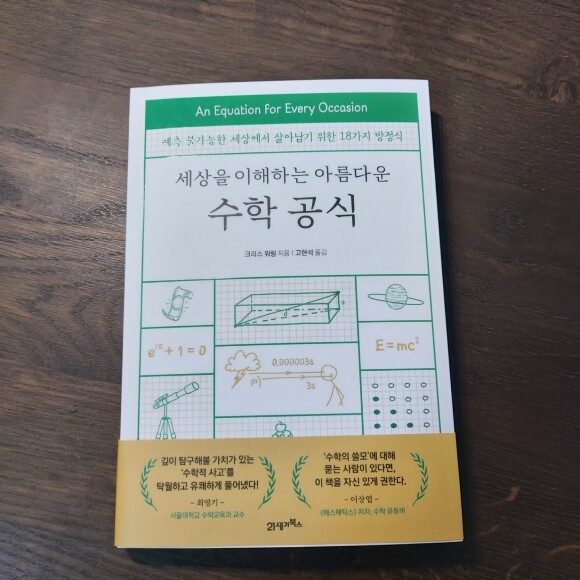 An Equation for Every Occasion
예측 불가능한 세상에서 살아남기 위한 18가지 방정식
세상을 이해하는 아름다운
수학 공식
크리스 워링 지음 | 고현석 옮김
e^iπ + 1 = 0
E = mc²
0.000003s
3s
깊이 탐구해볼 가치가 있는
'수학적 사고'를
탁월하고 유쾌하게 풀어냈다!
– 최영기 –
서울대학교 수학교육과 교수
'수학의 쓸모'에 대해
묻는 사람이 있다면,
이 책을 자신 있게 권한다.
– 이상엽 –
《매스매틱스》 저자, 수학 유튜버
21세기북스